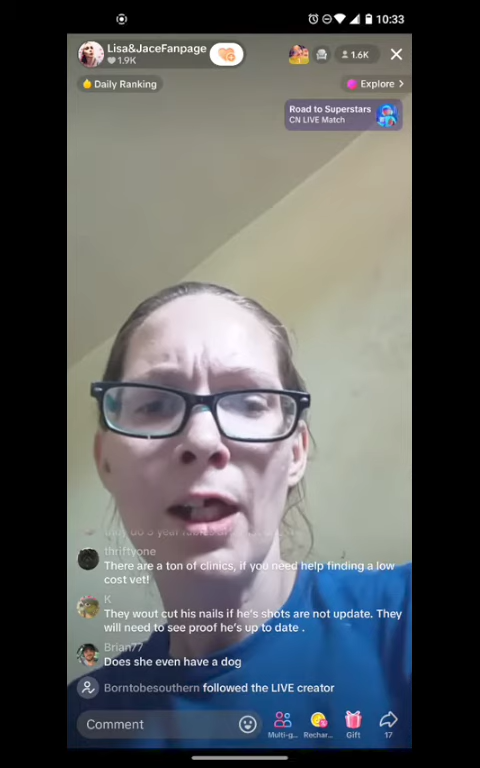 10:33
Lisa&JaceFanpage
1.9K
1.6K
Daily Ranking
Explore >
Road to Superstars
CN LIVE Match
thriftyone
There are a ton of clinics, if you need help finding a low
cost vet!
K
They wout cut his nails if he's shots are not update. They
will need to see proof he's up to date .
Brian77
Does she even have a dog
Borntobesouthern followed the LIVE creator
Comment
Multi-g...
Rechar...
Gift
17